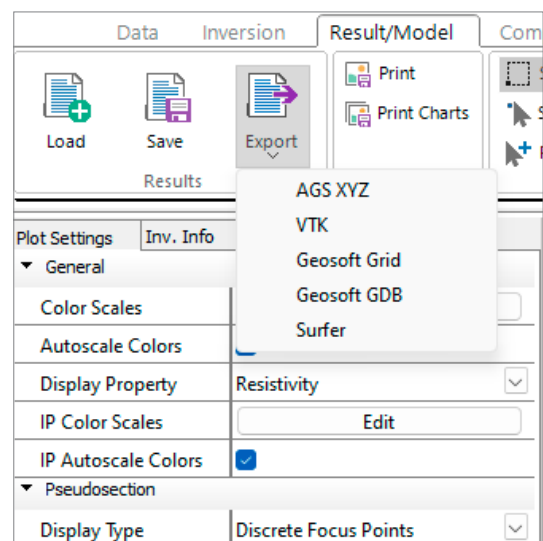 Data Inversion Result/Model Com
Load Save Export Print
Print Charts
Results
AGS XYZ
VTK
Geosoft Grid
Geosoft GDB
Surfer
Plot Settings Inv. Info
General
Color Scales
Autoscale Colors
Display Property Resistivity
IP Color Scales Edit
IP Autoscale Colors
Pseudosection
Display Type Discrete Focus Points